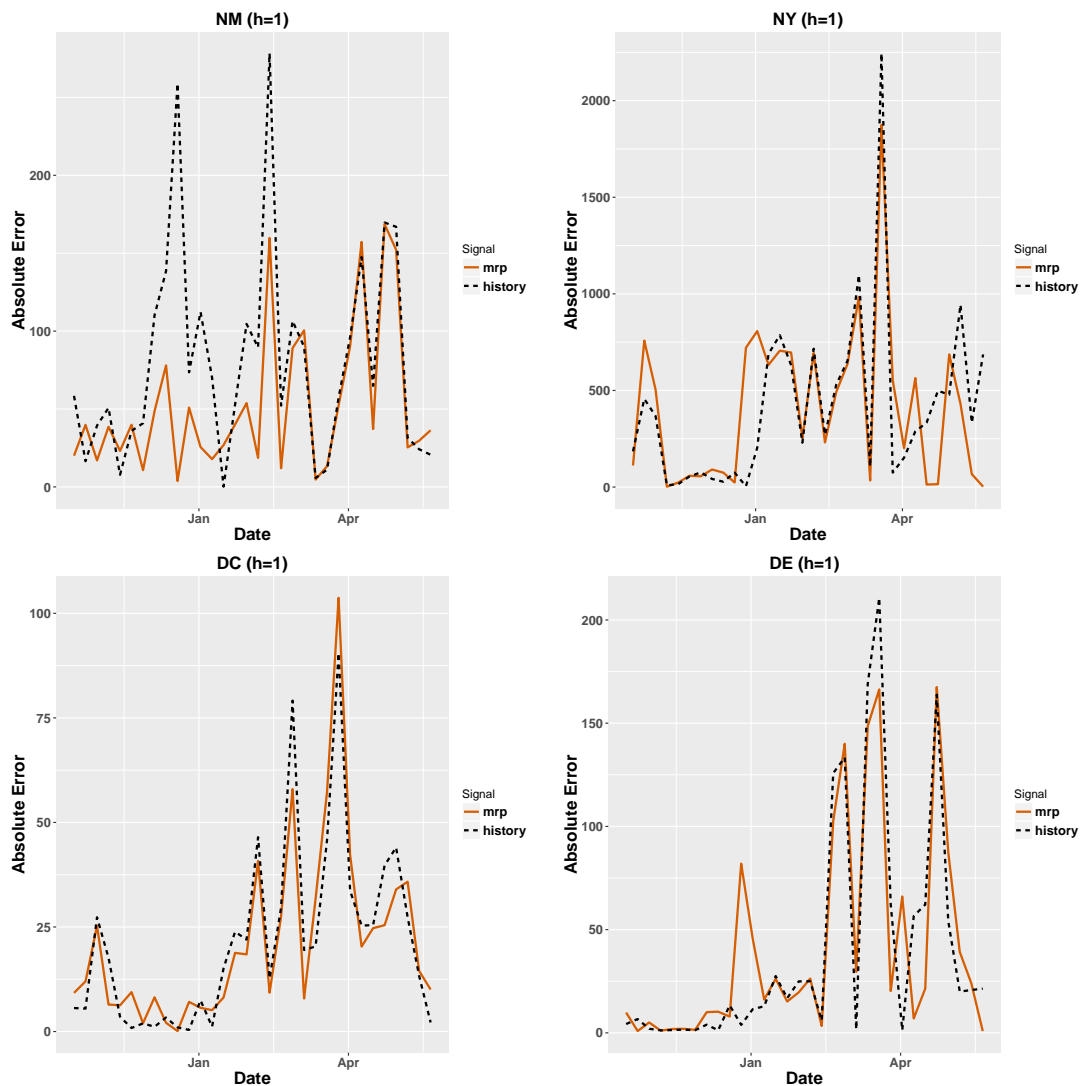 NM (h=1)
200
100
0
Absolute Error
Jan
Apr
Date
Signal
mrp
history
NY (h=1)
2000
1500
1000
500
0
Absolute Error
Jan
Apr
Date
Signal
mrp
history
DC (h=1)
100
75
50
25
0
Absolute Error
Jan
Apr
Date
Signal
mrp
history
DE (h=1)
200
150
100
50
0
Absolute Error
Jan
Apr
Date
Signal
mrp
history